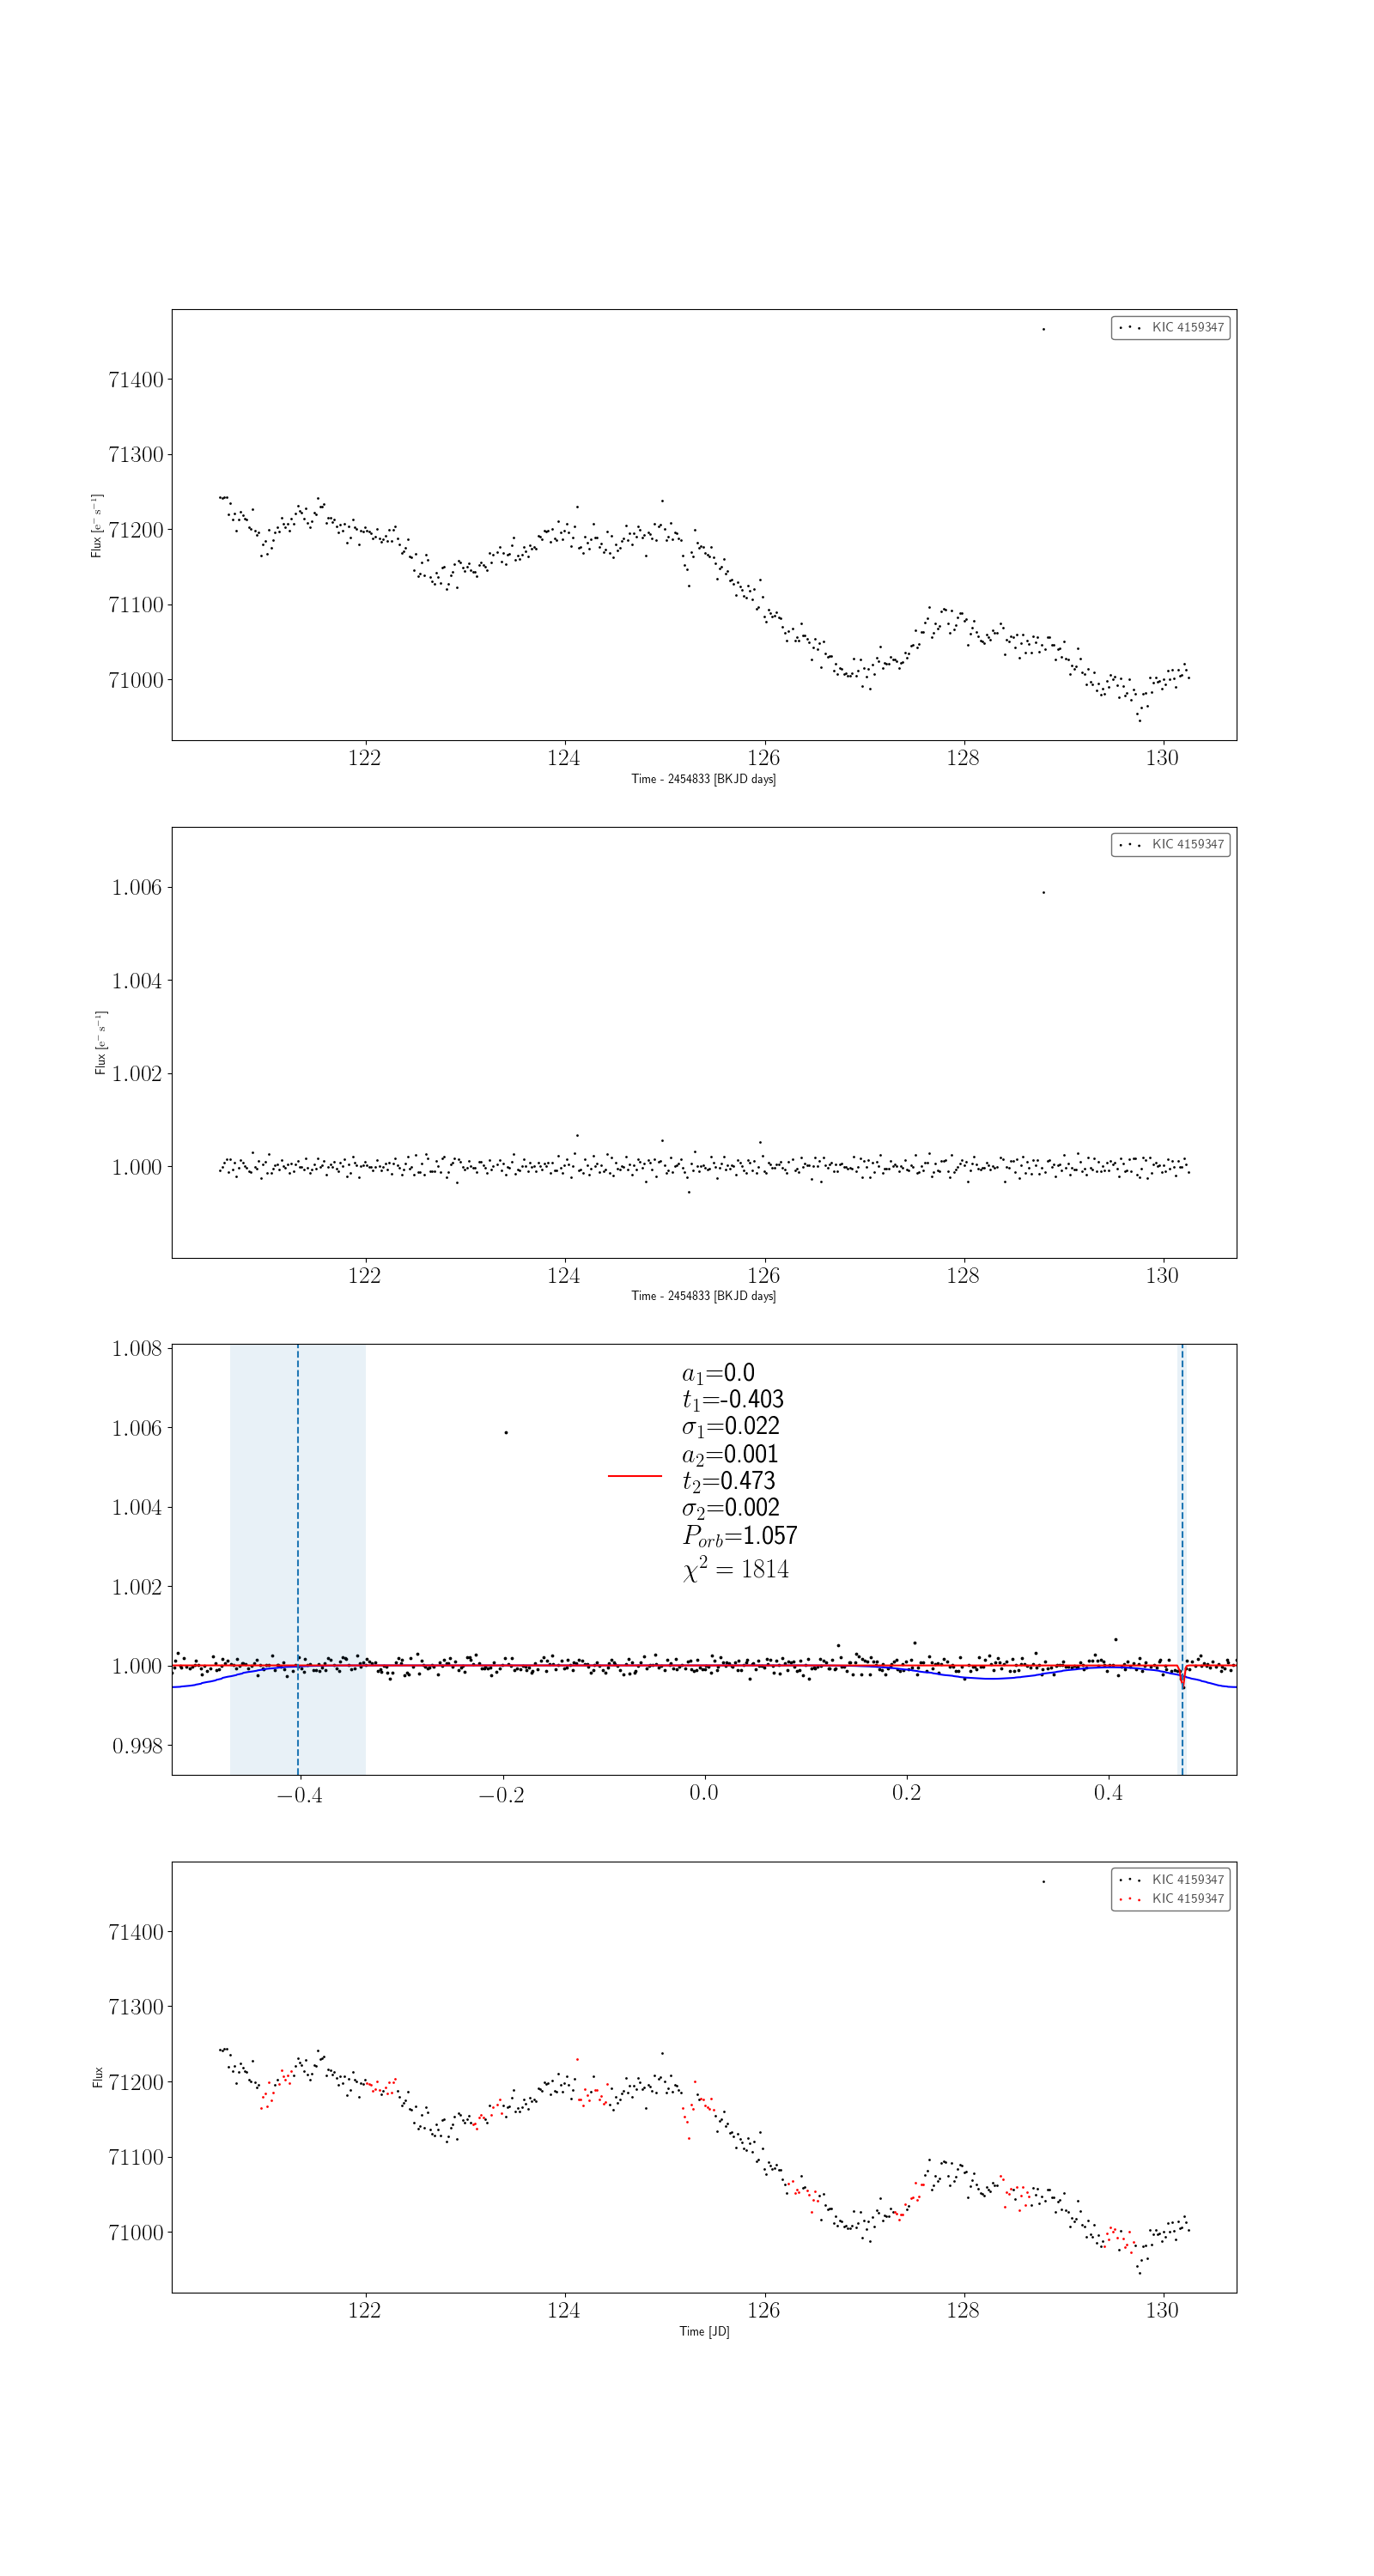 KIC 4159347
71400
71300
71200
71100
71000
Flux [e⁻ s⁻¹]
122 124 126 128 130
Time - 2454833 [BKJD days]
KIC 4159347
1.006
1.004
1.002
1.000
Flux [e⁻ s⁻¹]
122 124 126 128 130
Time - 2454833 [BKJD days]
1.008
1.006
1.004
1.002
1.000
0.998
a₁=0.0
t₁=-0.403
σ₁=0.022
a₂=0.001
t₂=0.473
σ₂=0.002
P_orb=1.057
χ² = 1814
−0.4 −0.2 0.0 0.2 0.4
KIC 4159347
KIC 4159347
71400
71300
71200
71100
71000
Flux
122 124 126 128 130
Time [JD]